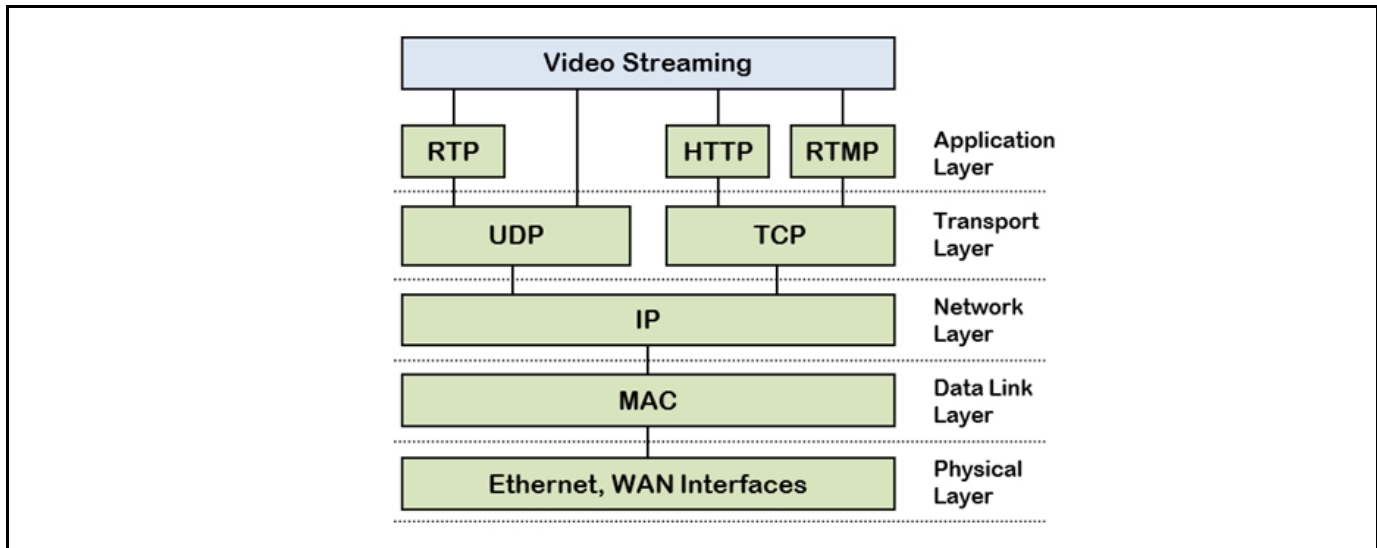 Video Streaming
RTP
HTTP
RTMP
Application
Layer
UDP
TCP
Transport
Layer
IP
Network
Layer
MAC
Data Link
Layer
Ethernet, WAN Interfaces
Physical
Layer